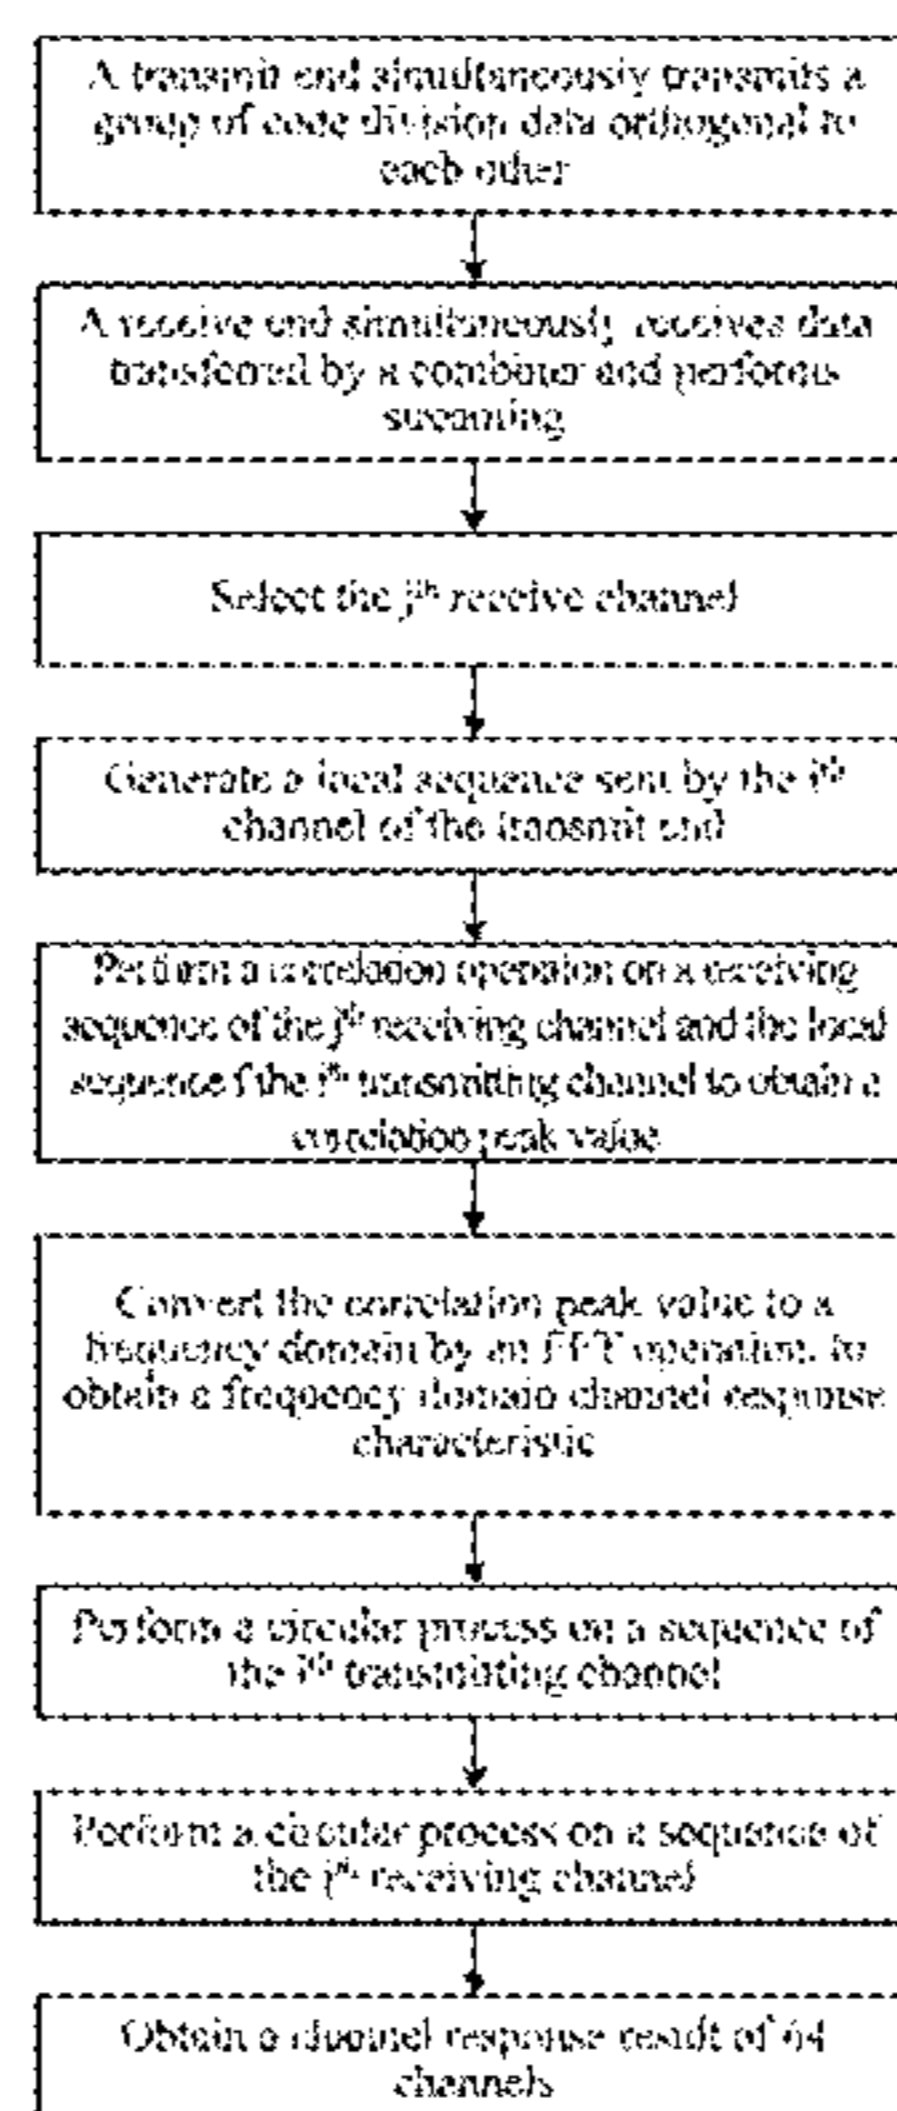 A transmit end simultaneously transmits a
group of code division data orthogonal to
each other
A receive end simultaneously receives data
transferred by a combiner and performs
summing
Select the jth receive channel
Generate a local sequence sent by the ith
channel of the transmit end
Perform a correlation operation on a receiving
sequence of the jth receiving channel and the local
sequence f the ith transmitting channel to obtain a
correlation peak value
Convert the correlation peak value to a
frequency domain by an FFT operation, to
obtain a frequency domain channel response
characteristic
Perform a circular process on a sequence of
the ith transmitting channel
Perform a circular process on a sequence of
the jth receiving channel
Obtain a channel response result of 64
channels